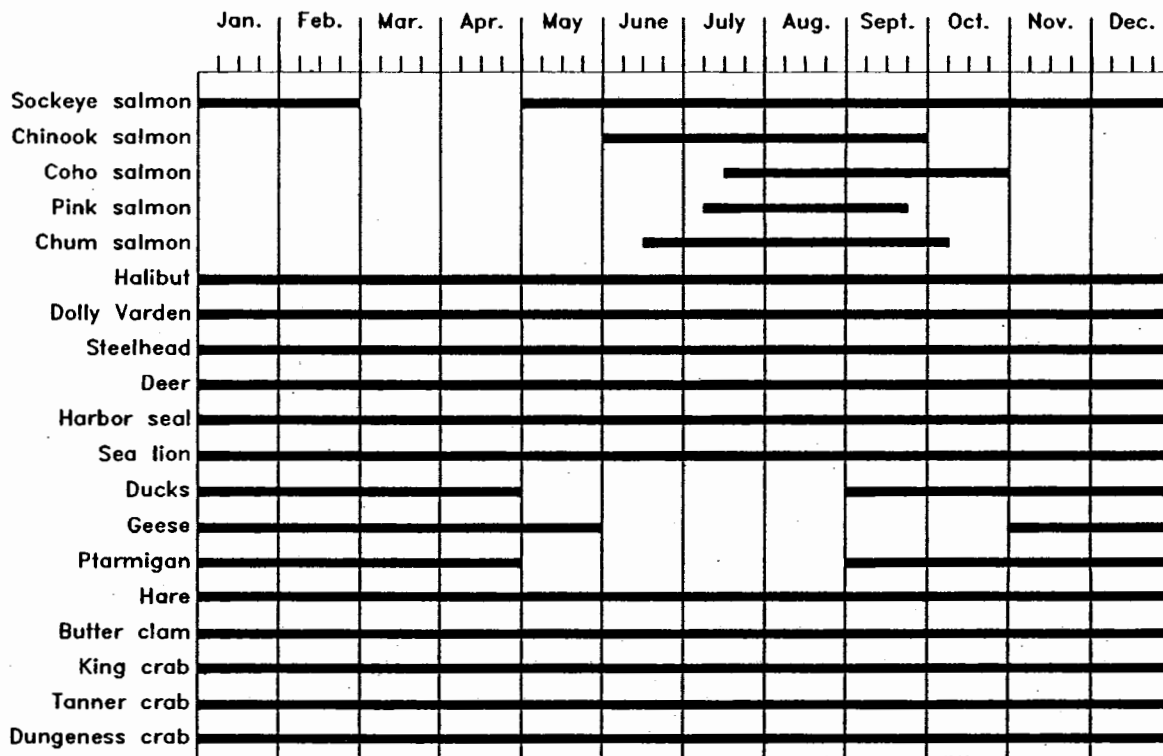 Jan. Feb. Mar. Apr. May June July Aug. Sept. Oct. Nov. Dec.
Sockeye salmon
Chinook salmon
Coho salmon
Pink salmon
Chum salmon
Halibut
Dolly Varden
Steelhead
Deer
Harbor seal
Sea lion
Ducks
Geese
Ptarmigan
Hare
Butter clam
King crab
Tanner crab
Dungeness crab